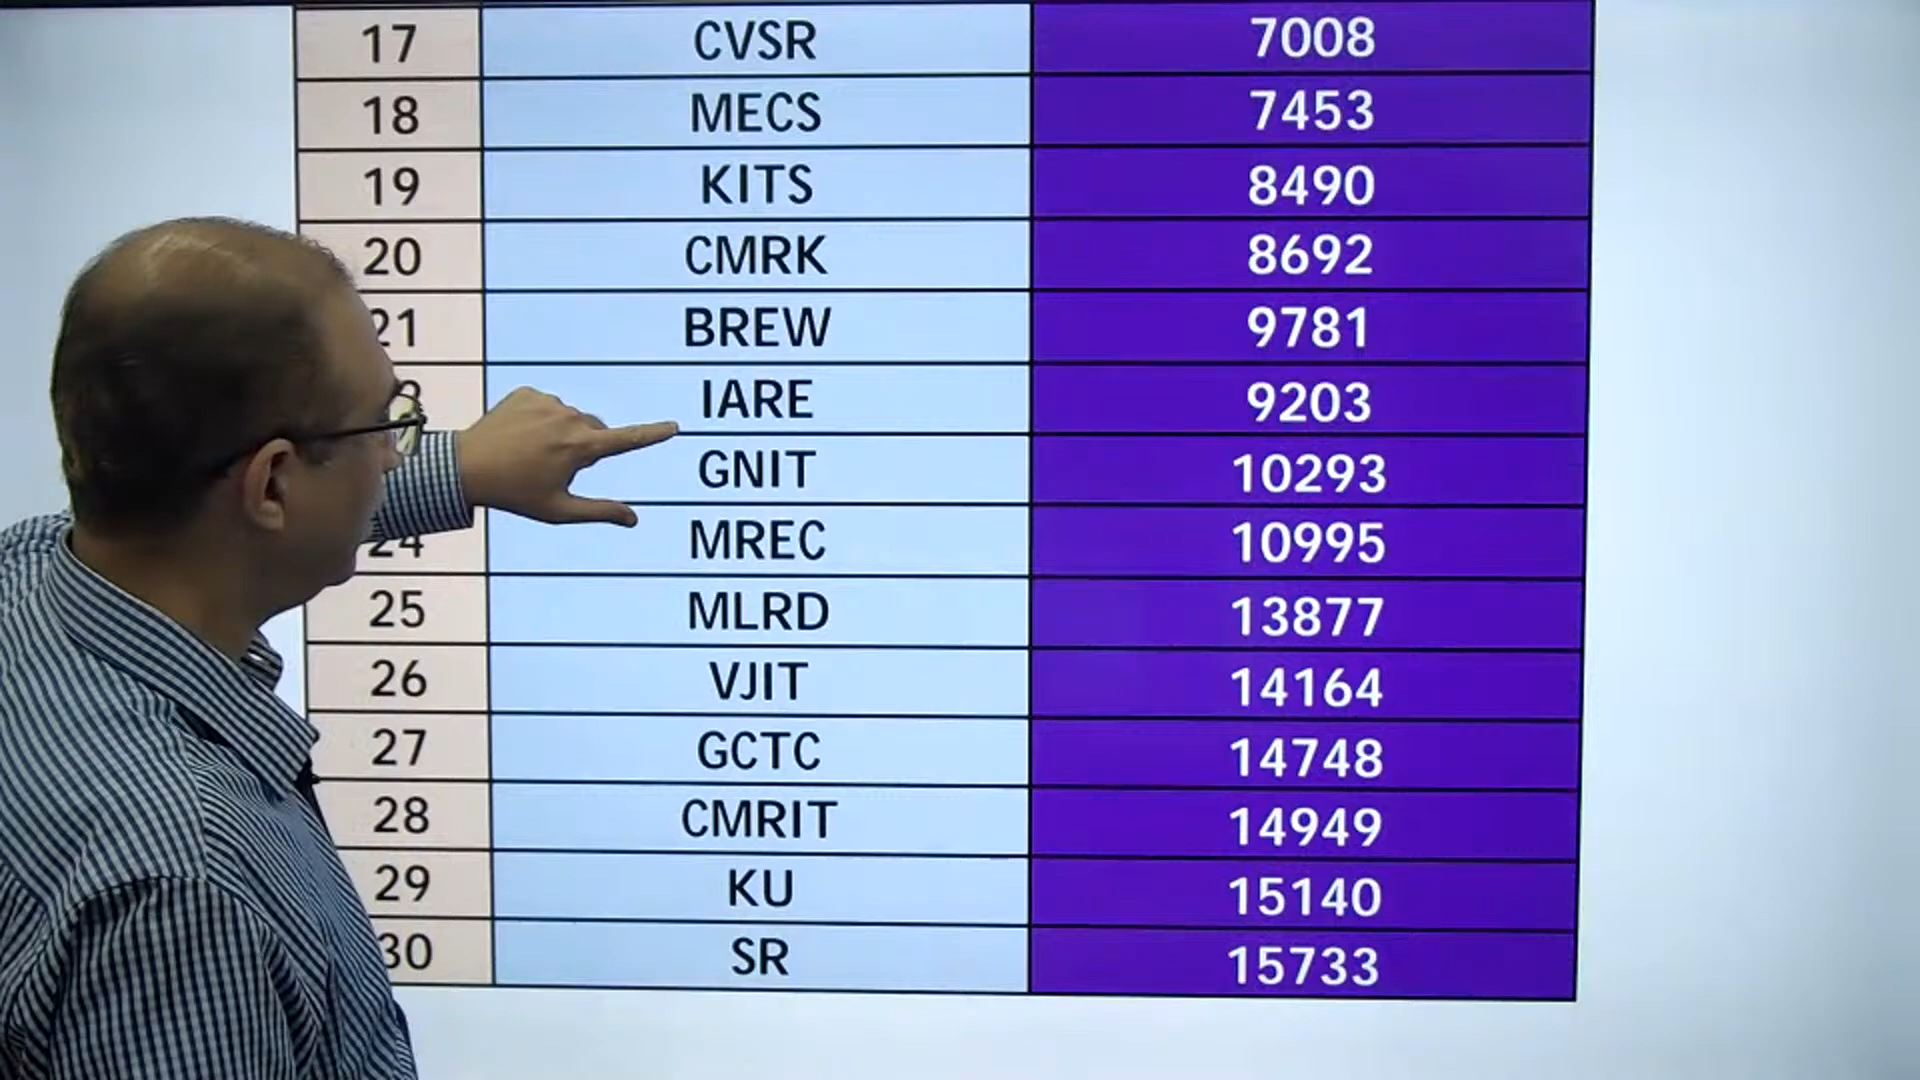 17 CVSR 7008
18 MECS 7453
19 KITS 8490
20 CMRK 8692
21 BREW 9781
IARE 9203
GNIT 10293
24 MREC 10995
25 MLRD 13877
26 VJIT 14164
27 GCTC 14748
28 CMRIT 14949
29 KU 15140
30 SR 15733